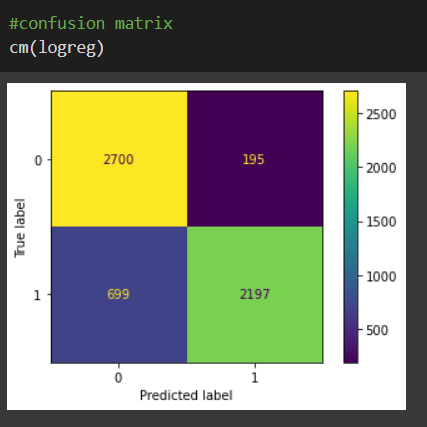 #confusion matrix
cm(logreg)
2700 195
699 2197
0
1
True label
0 1
Predicted label
2500
2000
1500
1000
500